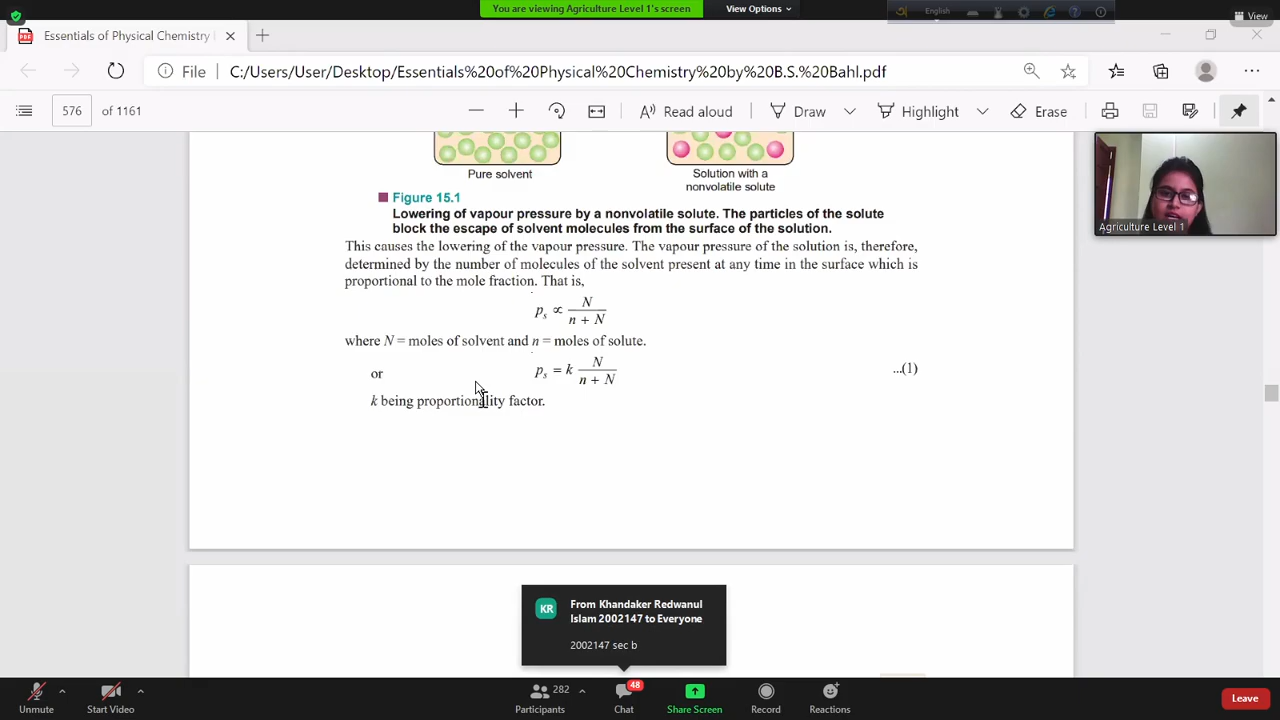 You are viewing Agriculture Level 1's screen
View Options
English
View
Essentials of Physical Chemistry
File
C:/Users/User/Desktop/Essentials%20of%20Physical%20Chemistry%20by%20B.S.%20Bahl.pdf
576 of 1161
Read aloud
Draw
Highlight
Erase
Pure solvent
Solution with a
nonvolatile solute
Figure 15.1
Lowering of vapour pressure by a nonvolatile solute. The particles of the solute
block the escape of solvent molecules from the surface of the solution.
This causes the lowering of the vapour pressure. The vapour pressure of the solution is, therefore,
determined by the number of molecules of the solvent present at any time in the surface which is
proportional to the mole fraction. That is,
pₛ ∝ N / (n + N)
where N = moles of solvent and n = moles of solute.
or pₛ = k N / (n + N) ...(1)
k being proportionality factor.
Agriculture Level 1
KR
From Khandaker Redwanul
Islam 2002147 to Everyone
2002147 sec b
Unmute
Start Video
282
Participants
48
Chat
Share Screen
Record
Reactions
Leave